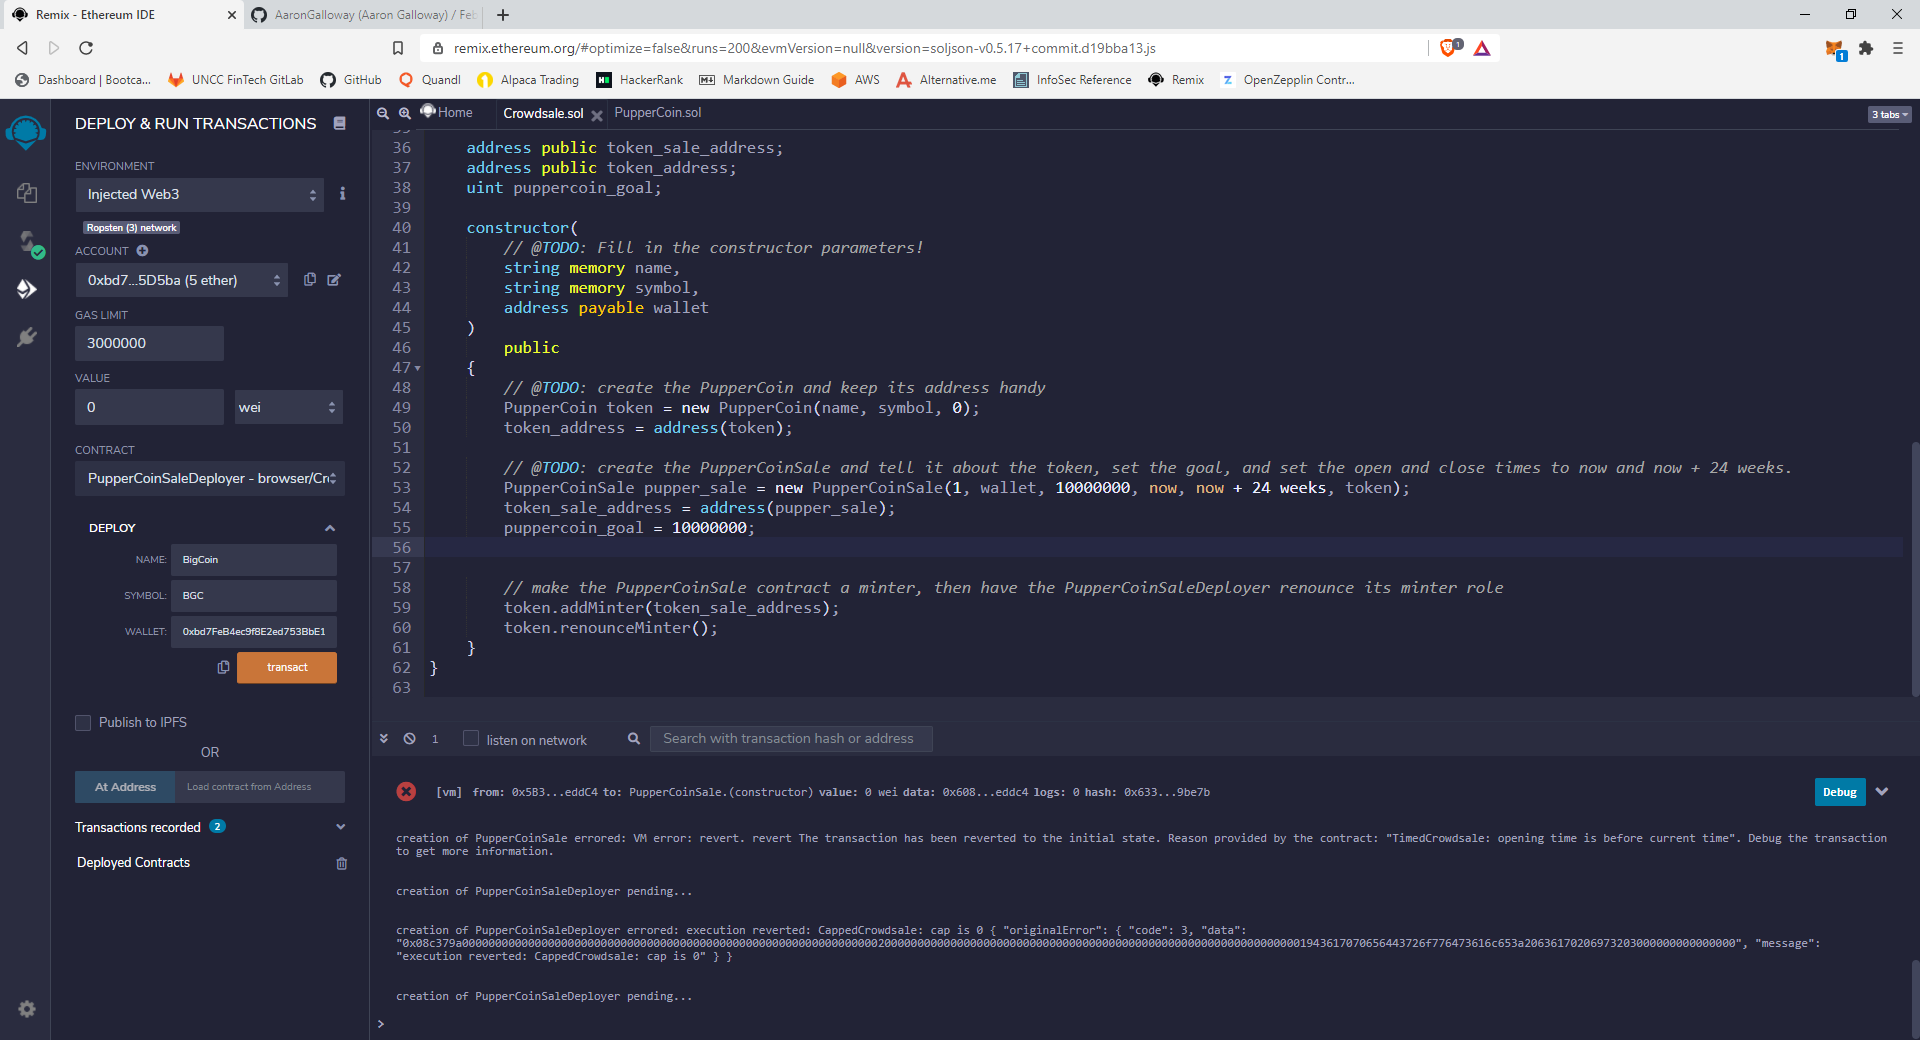 Remix - Ethereum IDE
AaronGalloway (Aaron Galloway) / Feb
remix.ethereum.org/#optimize=false&runs=200&evmVersion=null&version=soljson-v0.5.17+commit.d19bba13.js
1
1
Dashboard | Bootca...
UNCC FinTech GitLab
GitHub
Quandl
Alpaca Trading
HackerRank
Markdown Guide
AWS
Alternative.me
InfoSec Reference
Remix
OpenZepplin Contr...
DEPLOY & RUN TRANSACTIONS
ENVIRONMENT
Injected Web3
Ropsten (3) network
ACCOUNT
0xbd7...5D5ba (5 ether)
GAS LIMIT
3000000
VALUE
0
wei
CONTRACT
PupperCoinSaleDeployer - browser/Cr
DEPLOY
NAME: BigCoin
SYMBOL: BGC
WALLET: 0xbd7FeB4ec9f8E2ed753BbE1
transact
Publish to IPFS
OR
At Address
Load contract from Address
Transactions recorded 2
Deployed Contracts
Home
Crowdsale.sol
PupperCoin.sol
3 tabs
36 address public token_sale_address;
37 address public token_address;
38 uint puppercoin_goal;
39
40 constructor(
41 // @TODO: Fill in the constructor parameters!
42 string memory name,
43 string memory symbol,
44 address payable wallet
45 )
46 public
47 {
48 // @TODO: create the PupperCoin and keep its address handy
49 PupperCoin token = new PupperCoin(name, symbol, 0);
50 token_address = address(token);
51
52 // @TODO: create the PupperCoinSale and tell it about the token, set the goal, and set the open and close times to now and now + 24 weeks.
53 PupperCoinSale pupper_sale = new PupperCoinSale(1, wallet, 10000000, now, now + 24 weeks, token);
54 token_sale_address = address(pupper_sale);
55 puppercoin_goal = 10000000;
56
57
58 // make the PupperCoinSale contract a minter, then have the PupperCoinSaleDeployer renounce its minter role
59 token.addMinter(token_sale_address);
60 token.renounceMinter();
61 }
62 }
63
1
listen on network
Search with transaction hash or address
[vm] from: 0x5B3...eddC4 to: PupperCoinSale.(constructor) value: 0 wei data: 0x608...eddc4 logs: 0 hash: 0x633...9be7b
Debug
creation of PupperCoinSale errored: VM error: revert. revert The transaction has been reverted to the initial state. Reason provided by the contract: "TimedCrowdsale: opening time is before current time". Debug the transaction
to get more information.
creation of PupperCoinSaleDeployer pending...
creation of PupperCoinSaleDeployer errored: execution reverted: CappedCrowdsale: cap is 0 { "originalError": { "code": 3, "data":
"message":
"execution reverted: CappedCrowdsale: cap is 0" } }
creation of PupperCoinSaleDeployer pending...
>